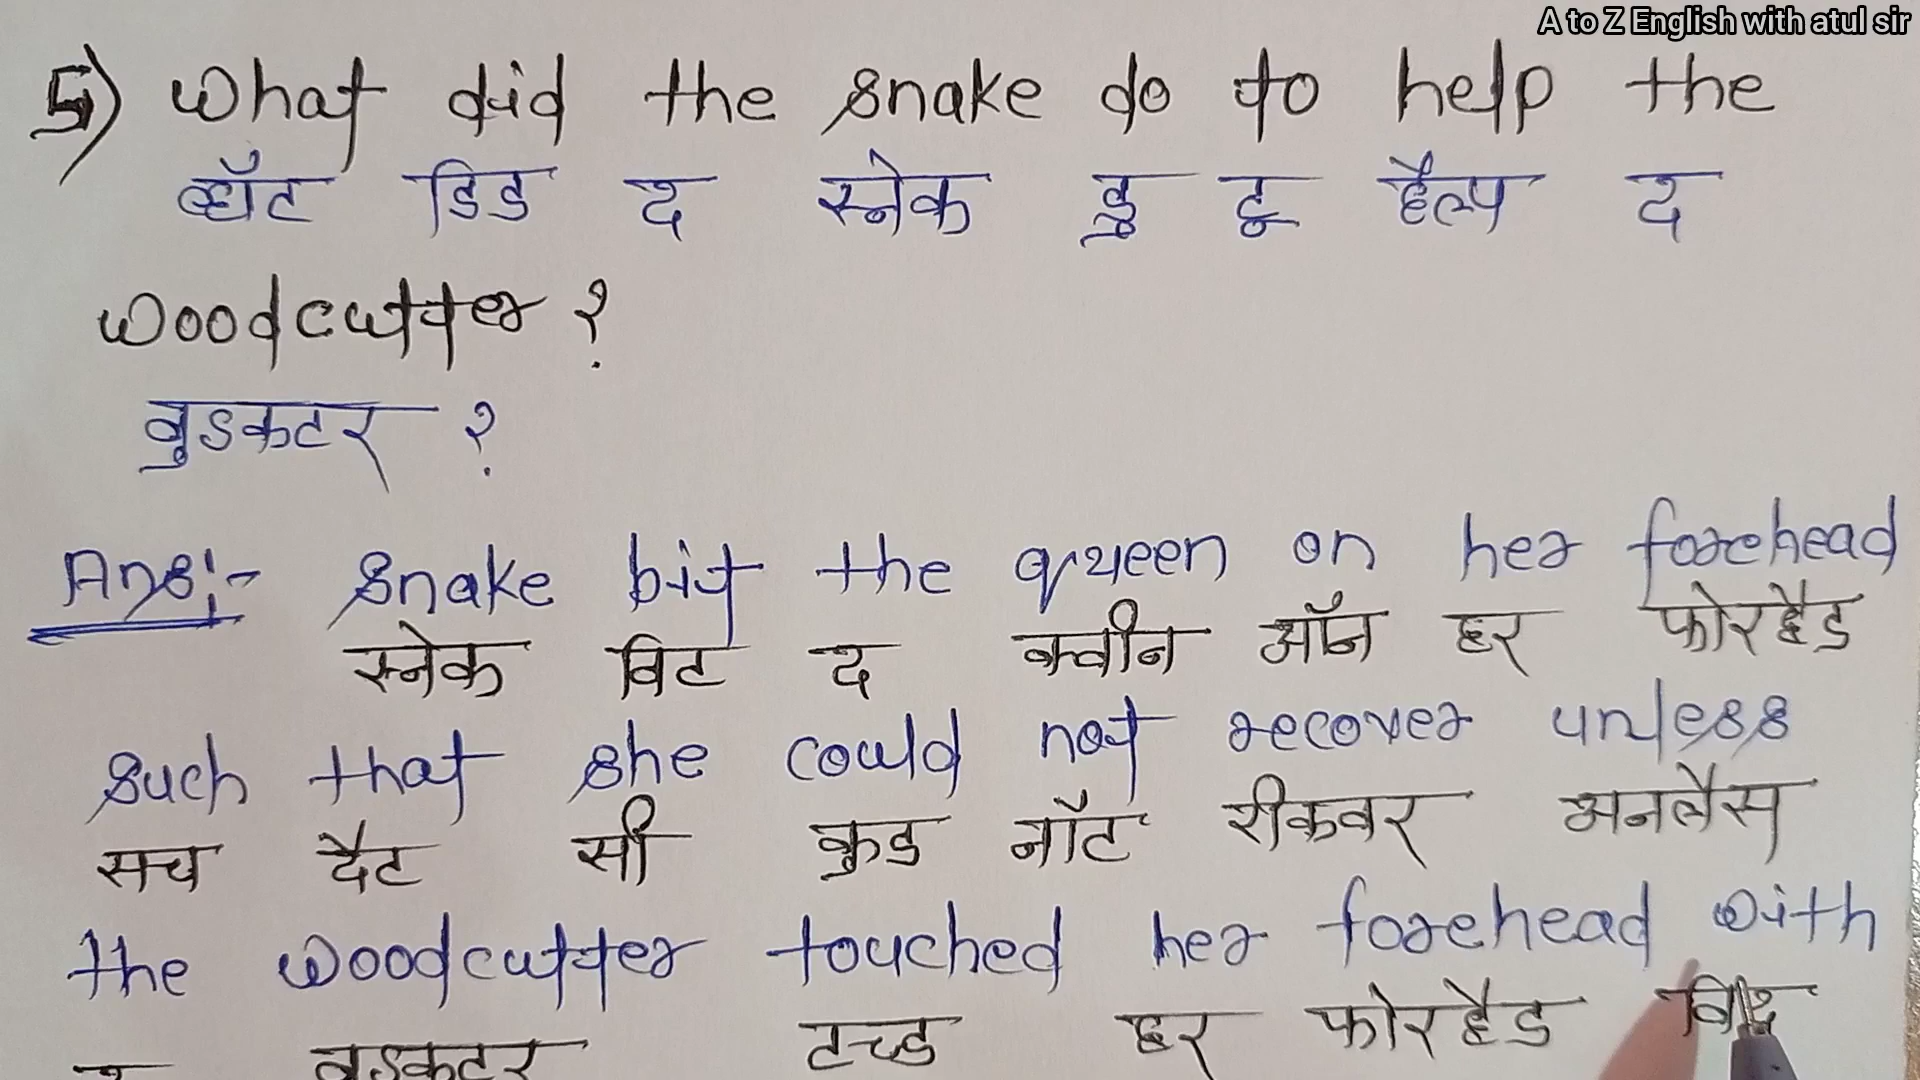 A to Z English with atul sir
5) What did the snake do to help the
व्हॉट डिड द स्नेक डु टू हैल्प द
woodcutter ?
वुडकटर ?
Ans:- snake bit the queen on her forehead
स्नेक विट द क्वीन ऑन हर फोरहैड
such that she could not recover unless
सच दैट सी कुड नॉट रीकवर अनलैस
the woodcutter touched her forehead with
वुडकटर टच्ड हर फोरहैड